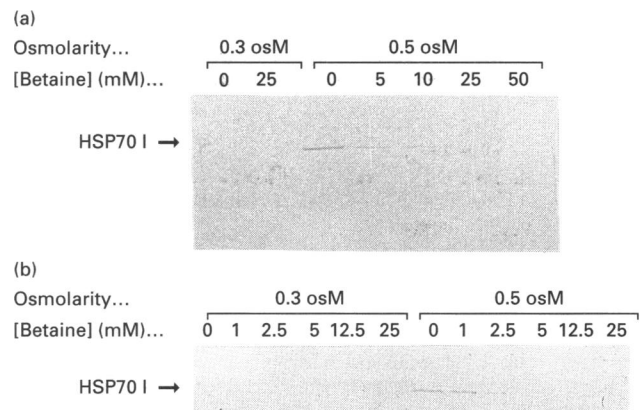 (a)
Osmolarity... 0.3 osM 0.5 osM
[Betaine] (mM)... 0 25 0 5 10 25 50
HSP70 I →
(b)
Osmolarity... 0.3 osM 0.5 osM
[Betaine] (mM)... 0 1 2.5 5 12.5 25 0 1 2.5 5 12.5 25
HSP70 I →